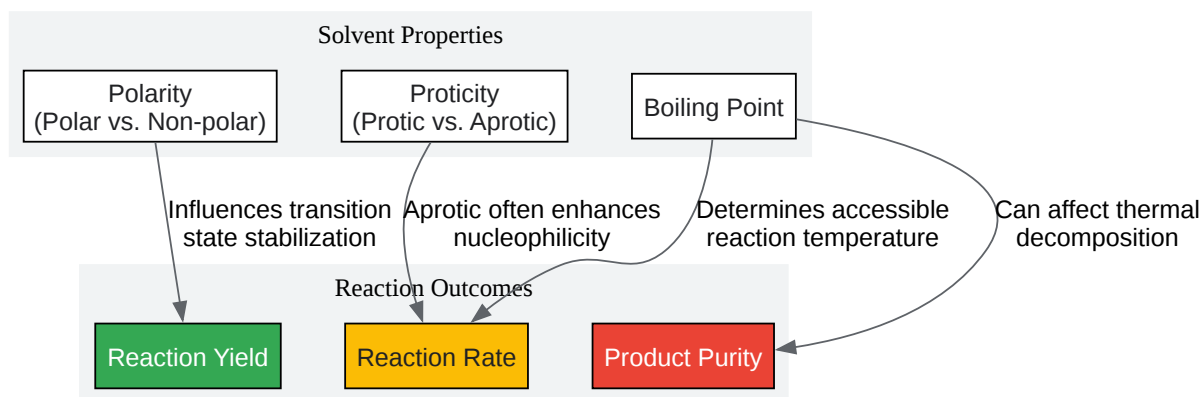 Solvent Properties
Polarity
(Polar vs. Non-polar)
Proticity
(Protic vs. Aprotic)
Boiling Point
Influences transition
state stabilization
Aprotic often enhances
nucleophilicity
Determines accessible
reaction temperature
Can affect thermal
decomposition
Reaction Outcomes
Reaction Yield
Reaction Rate
Product Purity